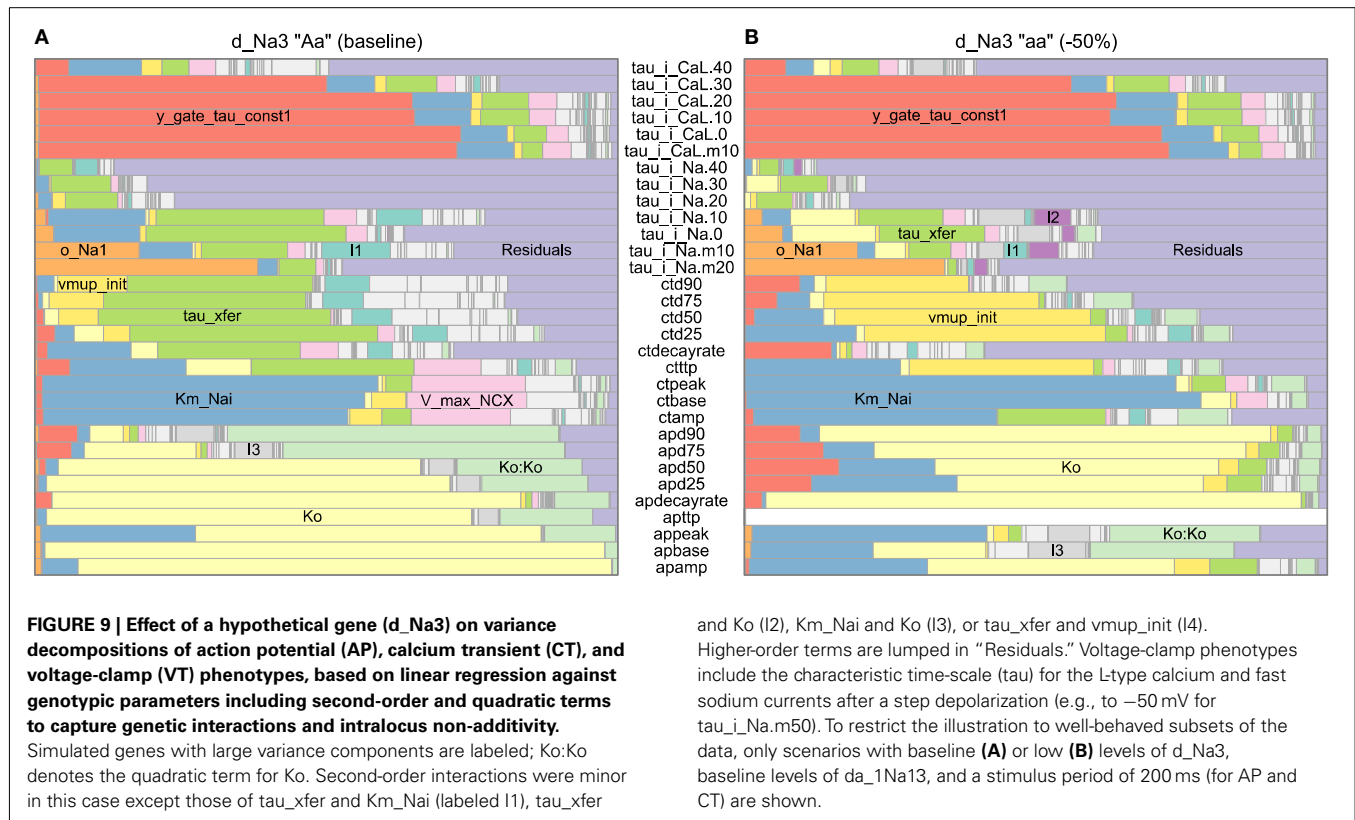 A
d_Na3 "Aa" (baseline)
B
d_Na3 "aa" (-50%)
tau_i_CaL.40
tau_i_CaL.30
tau_i_CaL.20
tau_i_CaL.10
tau_i_CaL.0
tau_i_CaL.m10
tau_i_Na.40
tau_i_Na.30
tau_i_Na.20
tau_i_Na.10
tau_i_Na.0
tau_i_Na.m10
tau_i_Na.m20
ctd90
ctd75
ctd50
ctd25
ctdecayrate
ctttp
ctpeak
ctbase
ctamp
apd90
apd75
apd50
apd25
apdecayrate
apttp
appeak
apbase
apamp
y_gate_tau_const1
o_Na1
I1
Residuals
vmup_init
tau_xfer
Km_Nai
V_max_NCX
I3
Ko:Ko
Ko
y_gate_tau_const1
I2
tau_xfer
o_Na1
I1
Residuals
vmup_init
Km_Nai
Ko
Ko:Ko
I3
FIGURE 9 | Effect of a hypothetical gene (d_Na3) on variance
decompositions of action potential (AP), calcium transient (CT), and
voltage-clamp (VT) phenotypes, based on linear regression against
genotypic parameters including second-order and quadratic terms
to capture genetic interactions and intralocus non-additivity.
Simulated genes with large variance components are labeled; Ko:Ko
denotes the quadratic term for Ko. Second-order interactions were minor
in this case except those of tau_xfer and Km_Nai (labeled I1), tau_xfer
and Ko (I2), Km_Nai and Ko (I3), or tau_xfer and vmup_init (I4).
Higher-order terms are lumped in “Residuals.” Voltage-clamp phenotypes
include the characteristic time-scale (tau) for the L-type calcium and fast
sodium currents after a step depolarization (e.g., to −50 mV for
tau_i_Na.m50). To restrict the illustration to well-behaved subsets of the
data, only scenarios with baseline (A) or low (B) levels of d_Na3,
baseline levels of da_1Na13, and a stimulus period of 200 ms (for AP and
CT) are shown.